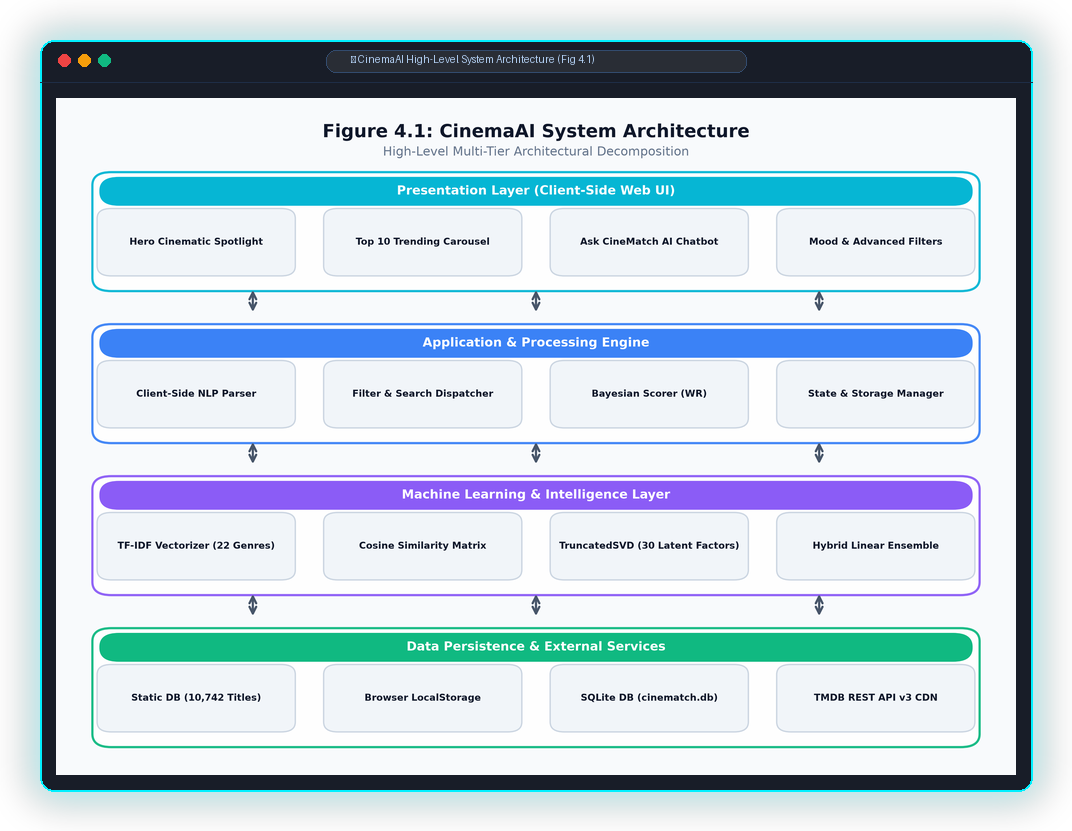 CinemaAI High-Level System Architecture (Fig 4.1)
Figure 4.1: CinemaAI System Architecture
High-Level Multi-Tier Architectural Decomposition
Presentation Layer (Client-Side Web UI)
Hero Cinematic Spotlight
Top 10 Trending Carousel
Ask CineMatch AI Chatbot
Mood & Advanced Filters
Application & Processing Engine
Client-Side NLP Parser
Filter & Search Dispatcher
Bayesian Scorer (WR)
State & Storage Manager
Machine Learning & Intelligence Layer
TF-IDF Vectorizer (22 Genres)
Cosine Similarity Matrix
TruncatedSVD (30 Latent Factors)
Hybrid Linear Ensemble
Data Persistence & External Services
Static DB (10,742 Titles)
Browser LocalStorage
SQLite DB (cinematch.db)
TMDB REST API v3 CDN